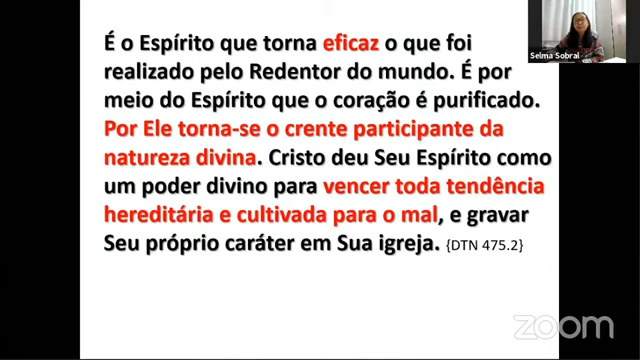 É o Espírito que torna eficaz o que foi
realizado pelo Redentor do mundo. É por
meio do Espírito que o coração é purificado.
Por Ele torna-se o crente participante da
natureza divina. Cristo deu Seu Espírito como
um poder divino para vencer toda tendência
hereditária e cultivada para o mal, e gravar
Seu próprio caráter em Sua igreja. {DTN 475.2}
Selma Sobral
zoom